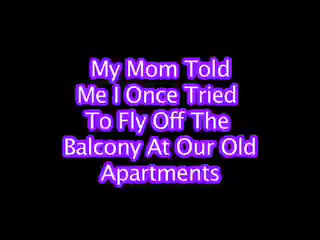 My Mom Told
Me I Once Tried
To Fly Off The
Balcony At Our Old
Apartments